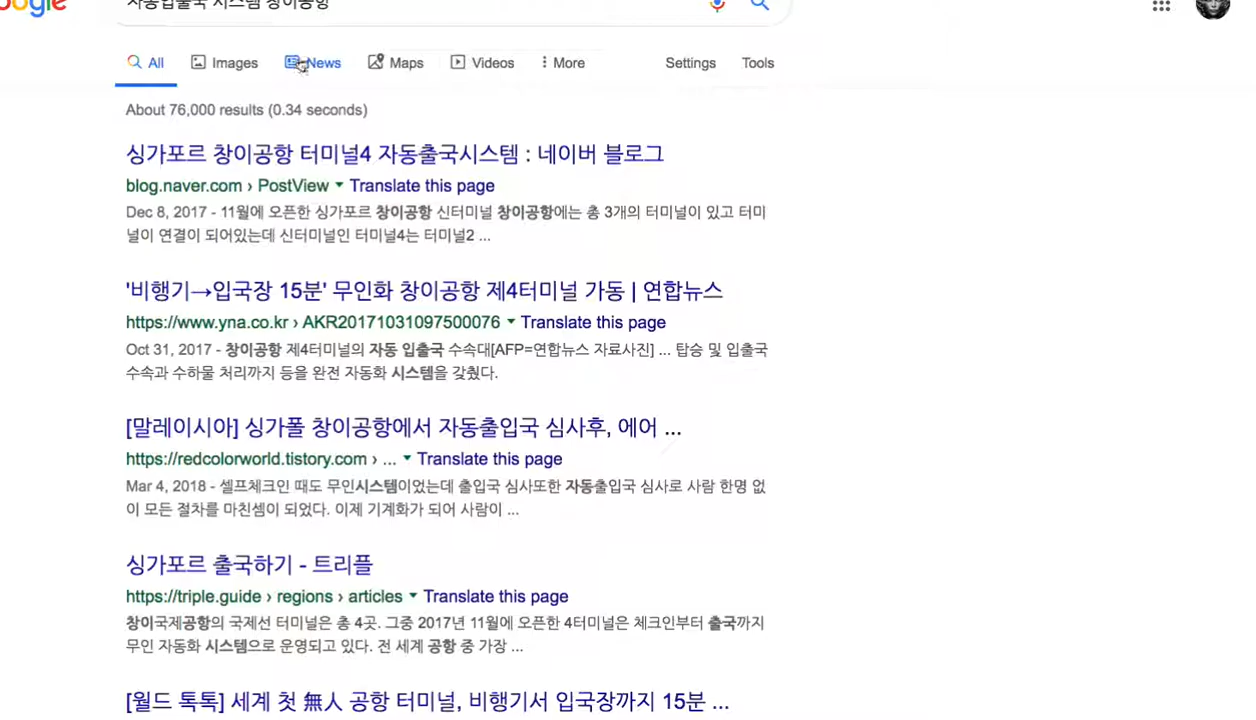 자동입출국 시스템 창이공항
All Images News Maps Videos More Settings Tools
About 76,000 results (0.34 seconds)
싱가포르 창이공항 터미널4 자동출국시스템 : 네이버 블로그
blog.naver.com › PostView Translate this page
Dec 8, 2017 - 11월에 오픈한 싱가포르 창이공항 신터미널 창이공항에는 총 3개의 터미널이 있고 터미
널이 연결이 되어있는데 신터미널인 터미널4는 터미널2 ...
'비행기→입국장 15분' 무인화 창이공항 제4터미널 가동 | 연합뉴스
https://www.yna.co.kr › AKR20171031097500076 Translate this page
Oct 31, 2017 - 창이공항 제4터미널의 자동 입출국 수속대[AFP=연합뉴스 자료사진] ... 탑승 및 입출국
수속과 수하물 처리까지 등을 완전 자동화 시스템을 갖췄다.
[말레이시아] 싱가폴 창이공항에서 자동출입국 심사후, 에어 ...
https://redcolorworld.tistory.com › ... Translate this page
Mar 4, 2018 - 셀프체크인 때도 무인시스템이었는데 출입국 심사또한 자동출입국 심사로 사람 한명 없
이 모든 절차를 마친셈이 되었다. 이제 기계화가 되어 사람이 ...
싱가포르 출국하기 - 트리플
https://triple.guide › regions › articles Translate this page
창이국제공항의 국제선 터미널은 총 4곳. 그중 2017년 11월에 오픈한 4터미널은 체크인부터 출국까지
무인 자동화 시스템으로 운영되고 있다. 전 세계 공항 중 가장 ...
[월드 톡톡] 세계 첫 無人 공항 터미널, 비행기서 입국장까지 15분 ...